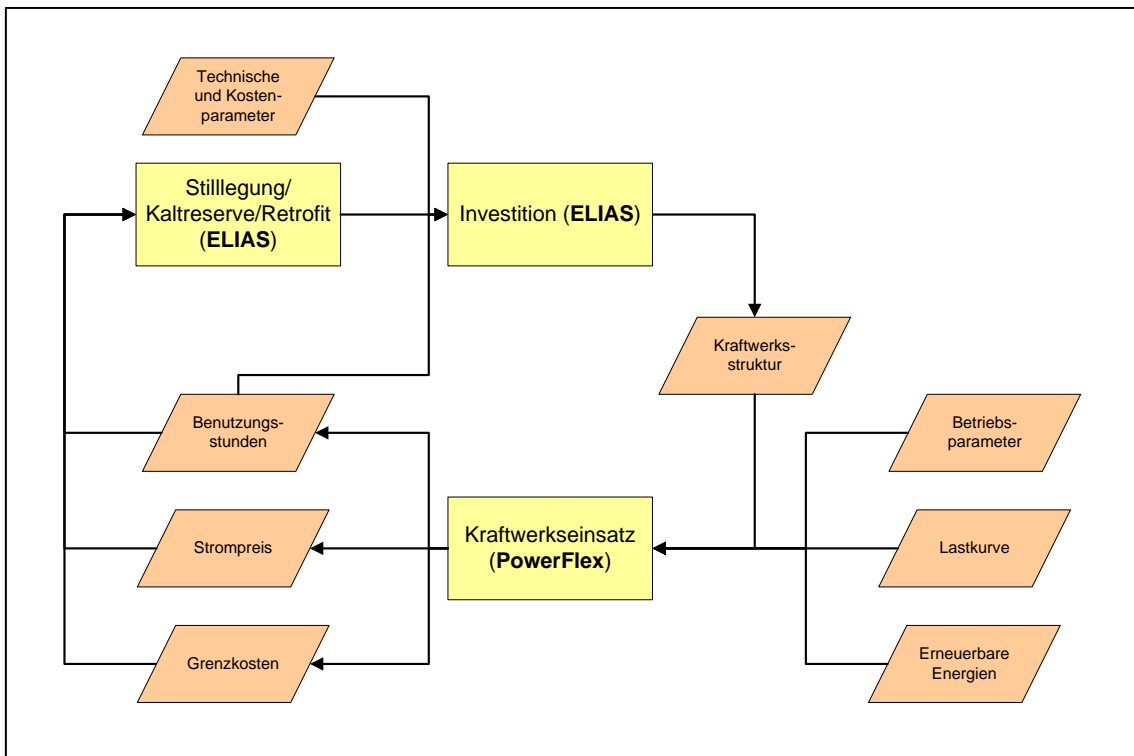 Technische
und Kosten-
parameter
Stilllegung/
Kaltreserve/Retrofit
(ELIAS)
Investition (ELIAS)
Kraftwerks-
struktur
Benutzungs-
stunden
Betriebs-
parameter
Strompreis
Kraftwerkseinsatz
(PowerFlex)
Lastkurve
Grenzkosten
Erneuerbare
Energien